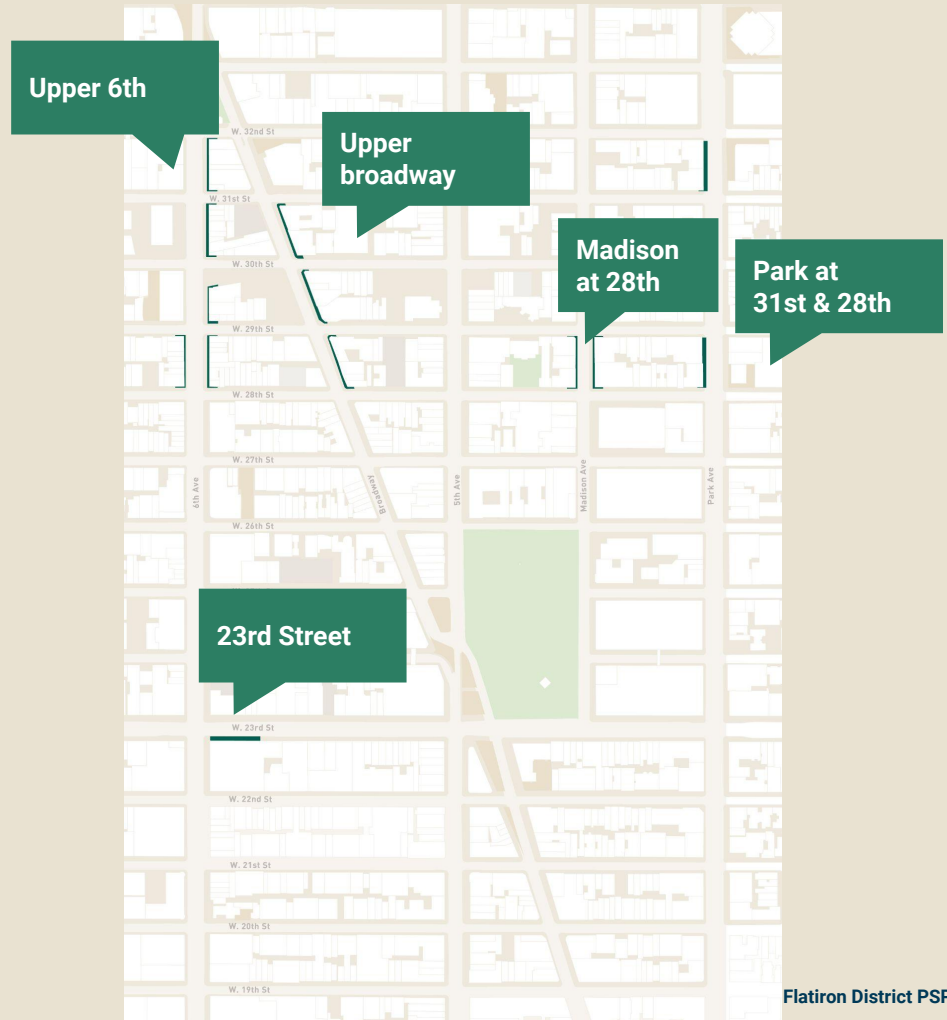 Upper 6th
W. 32nd St
Upper
broadway
W. 31st St
Madison
at 28th
Park at
31st & 28th
W. 30th St
W. 29th St
W. 28th St
W. 27th St
6th Ave
Broadway
5th Ave
Madison Ave
Park Ave
W. 26th St
23rd Street
W. 23rd St
W. 22nd St
W. 21st St
W. 20th St
W. 19th St
Flatiron District PSP